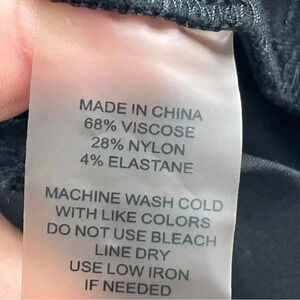 MADE IN CHINA
68% VISCOSE
28% NYLON
4% ELASTANE
MACHINE WASH COLD
WITH LIKE COLORS
DO NOT USE BLEACH
LINE DRY
USE LOW IRON
IF NEEDED